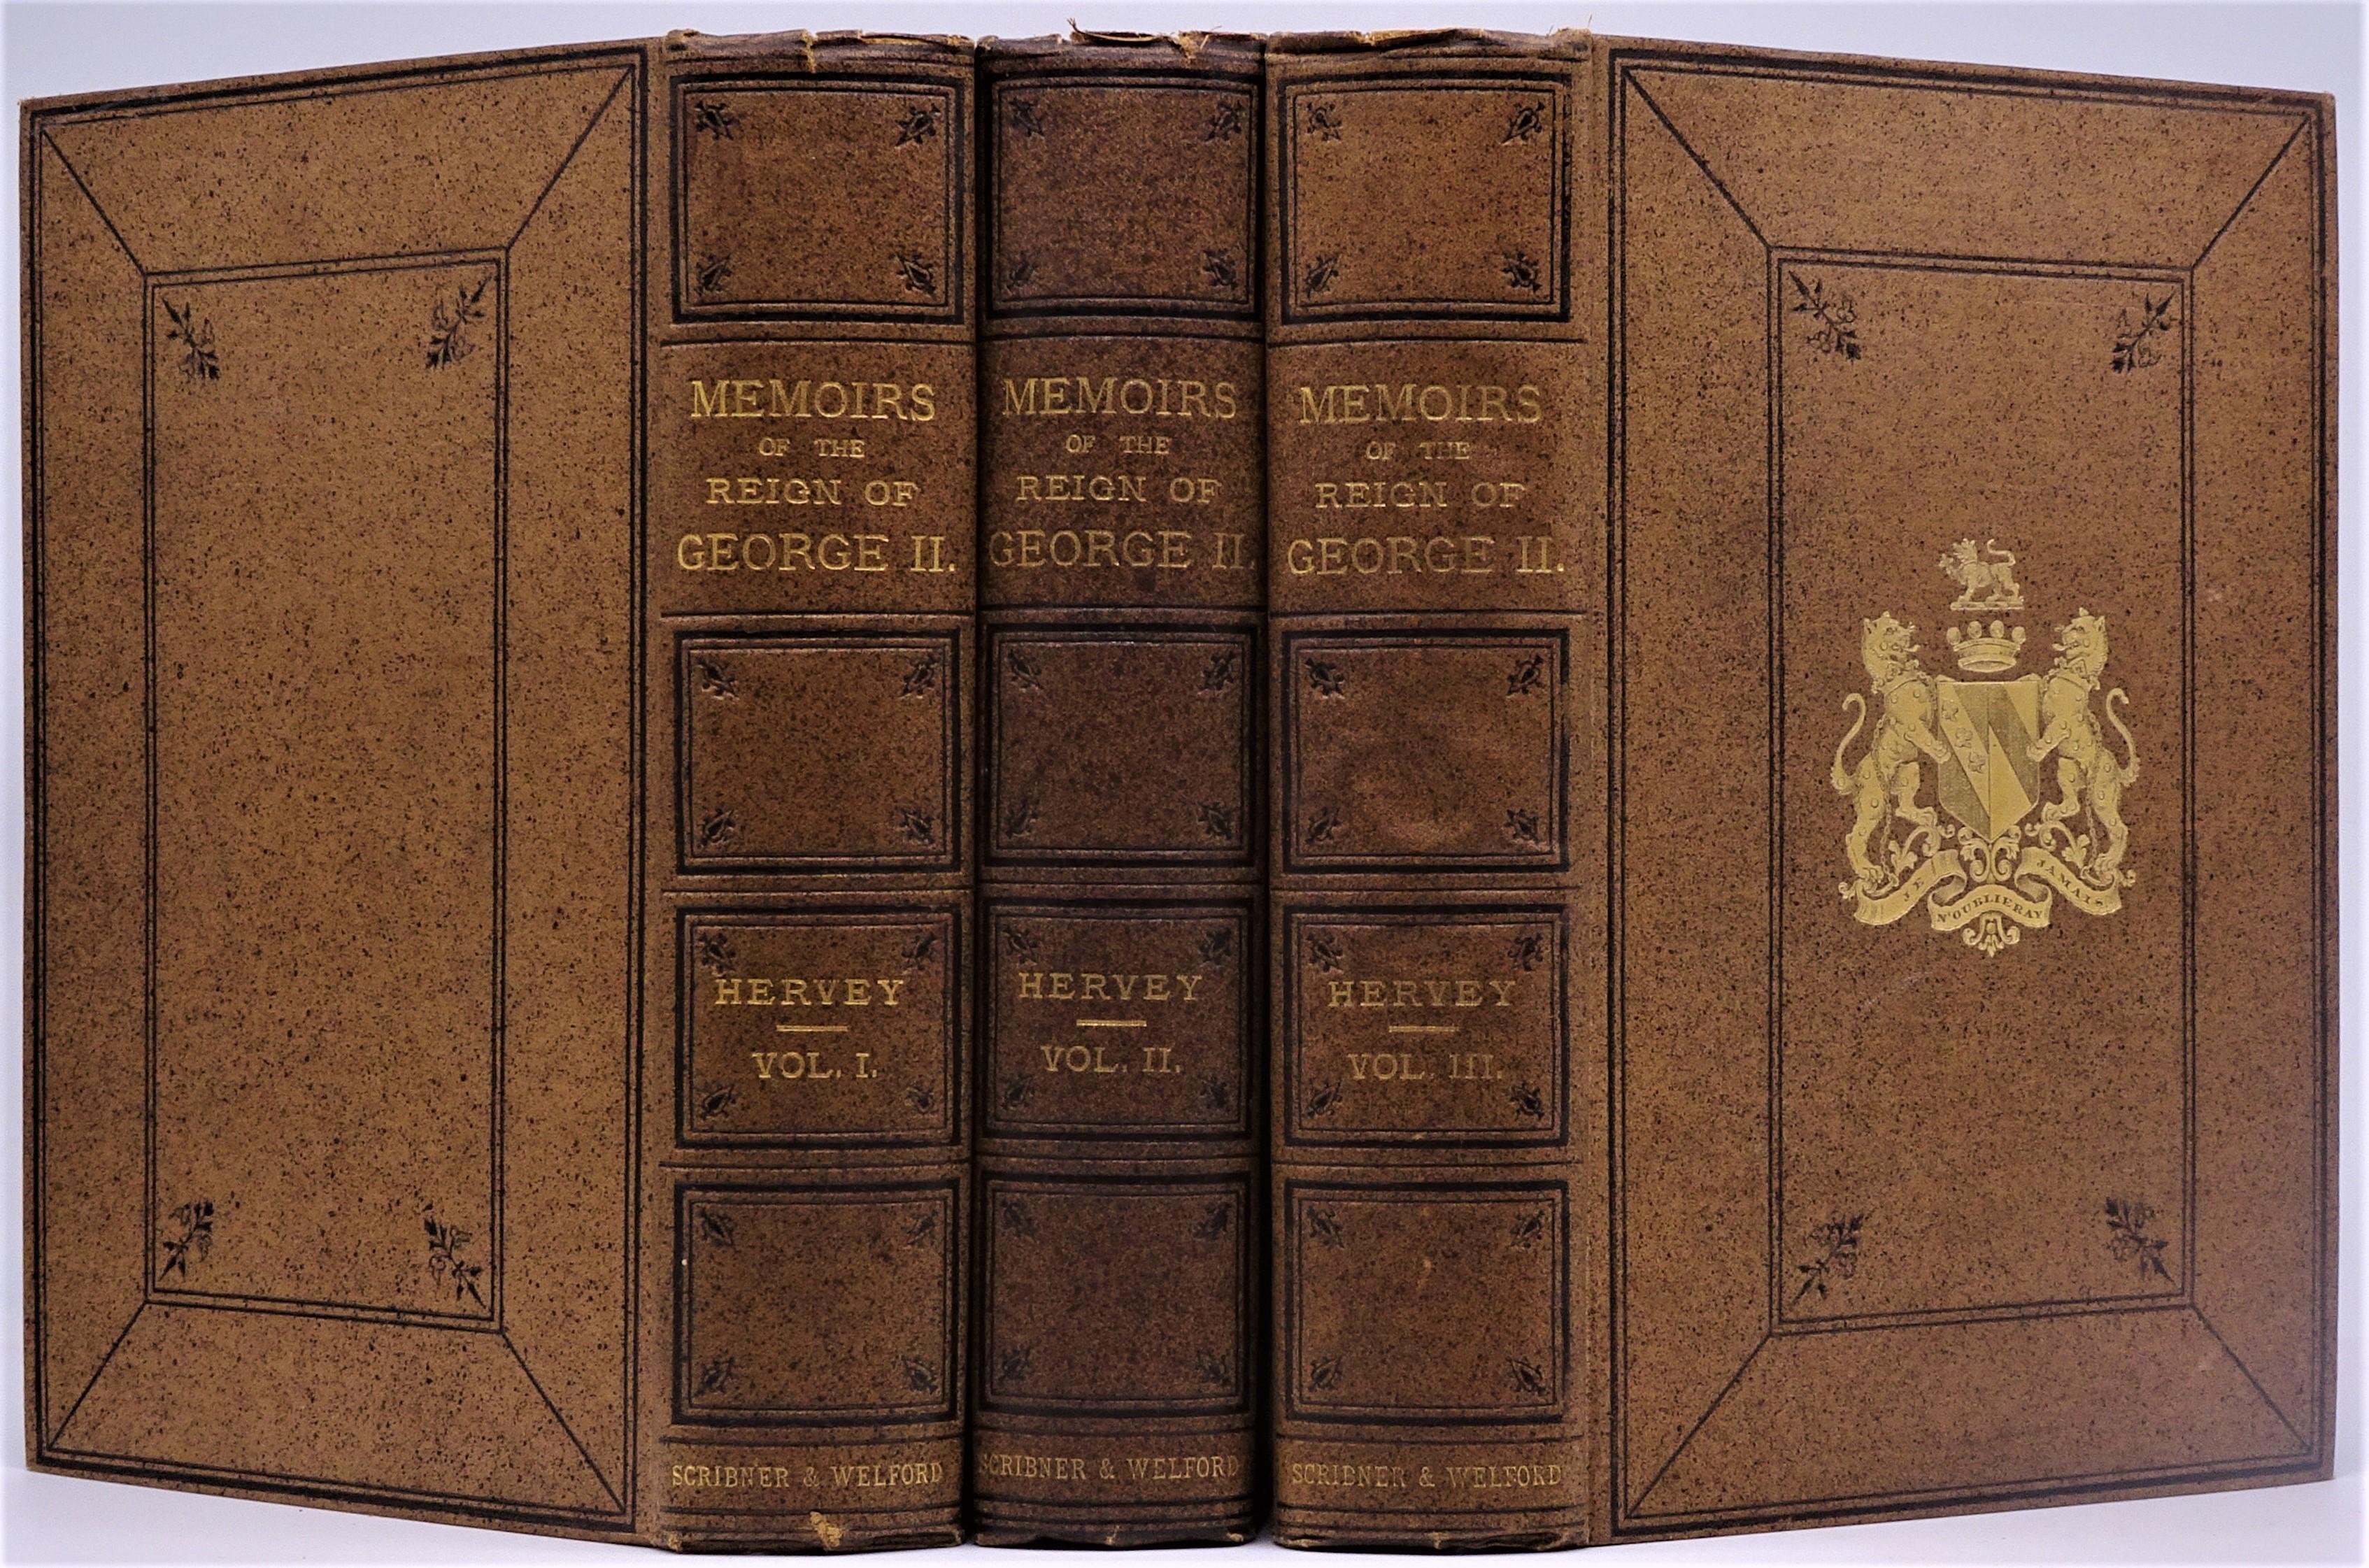 MEMOIRS
OF THE
REIGN OF
GEORGE II.
HERVEY
VOL. I.
SCRIBNER & WELFORD
MEMOIRS
OF THE
REIGN OF
GEORGE II.
HERVEY
VOL. II.
SCRIBNER & WELFORD
MEMOIRS
OF THE
REIGN OF
GEORGE II.
HERVEY
VOL. III.
SCRIBNER & WELFORD
JE N'OUBLIERAY JAMAIS